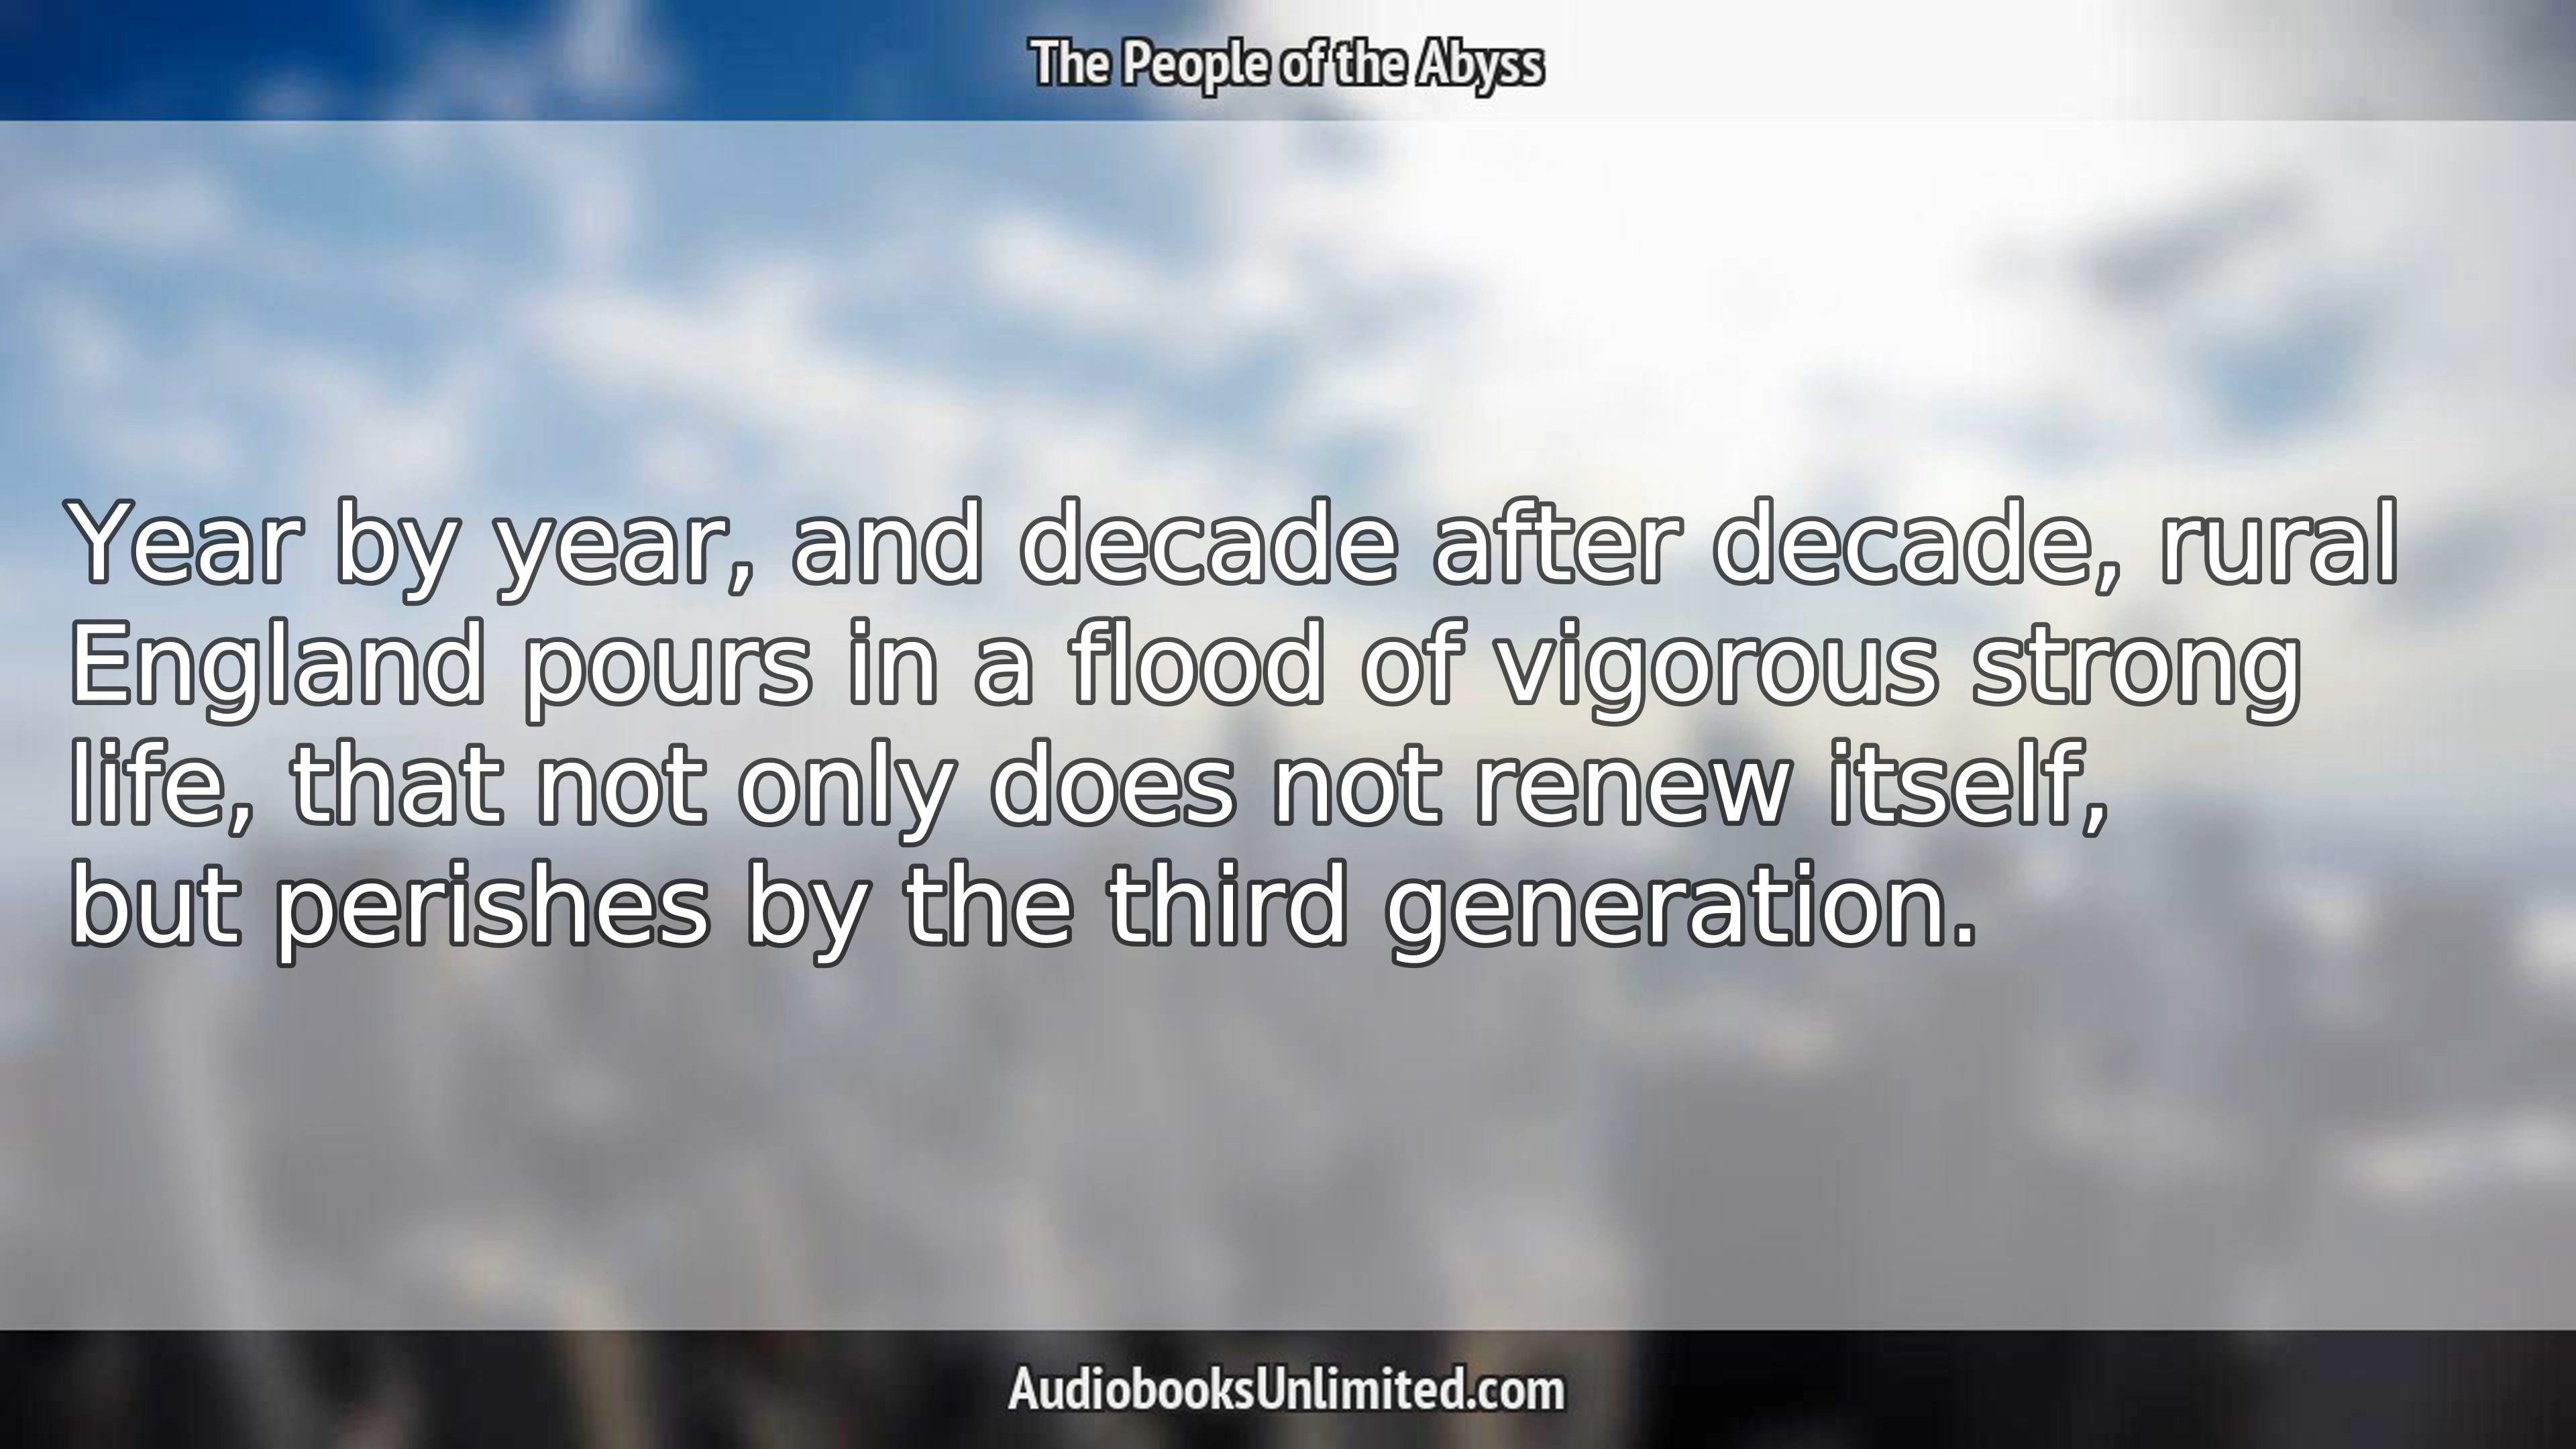 The People of the Abyss
Year by year, and decade after decade, rural
England pours in a flood of vigorous strong
life, that not only does not renew itself,
but perishes by the third generation.
AudiobooksUnlimited.com